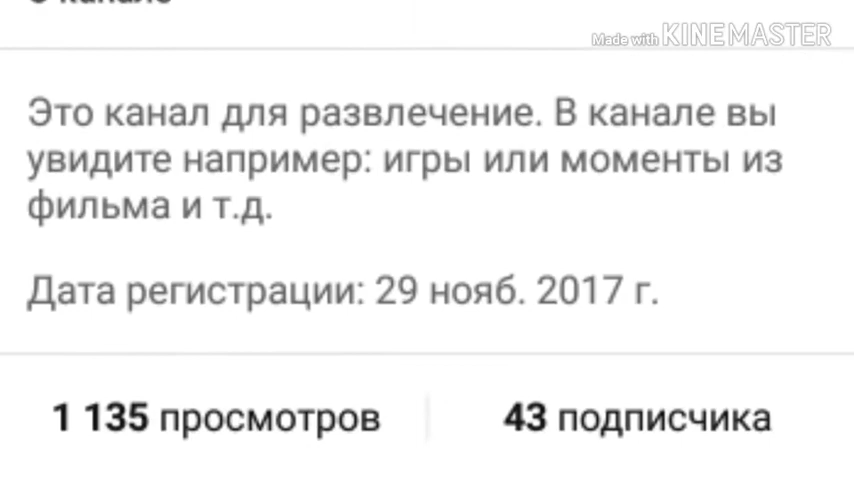 Made with KINEMASTER
Это канал для развлечение. В канале вы
увидите например: игры или моменты из
фильма и т.д.
Дата регистрации: 29 нояб. 2017 г.
1 135 просмотров
43 подписчика